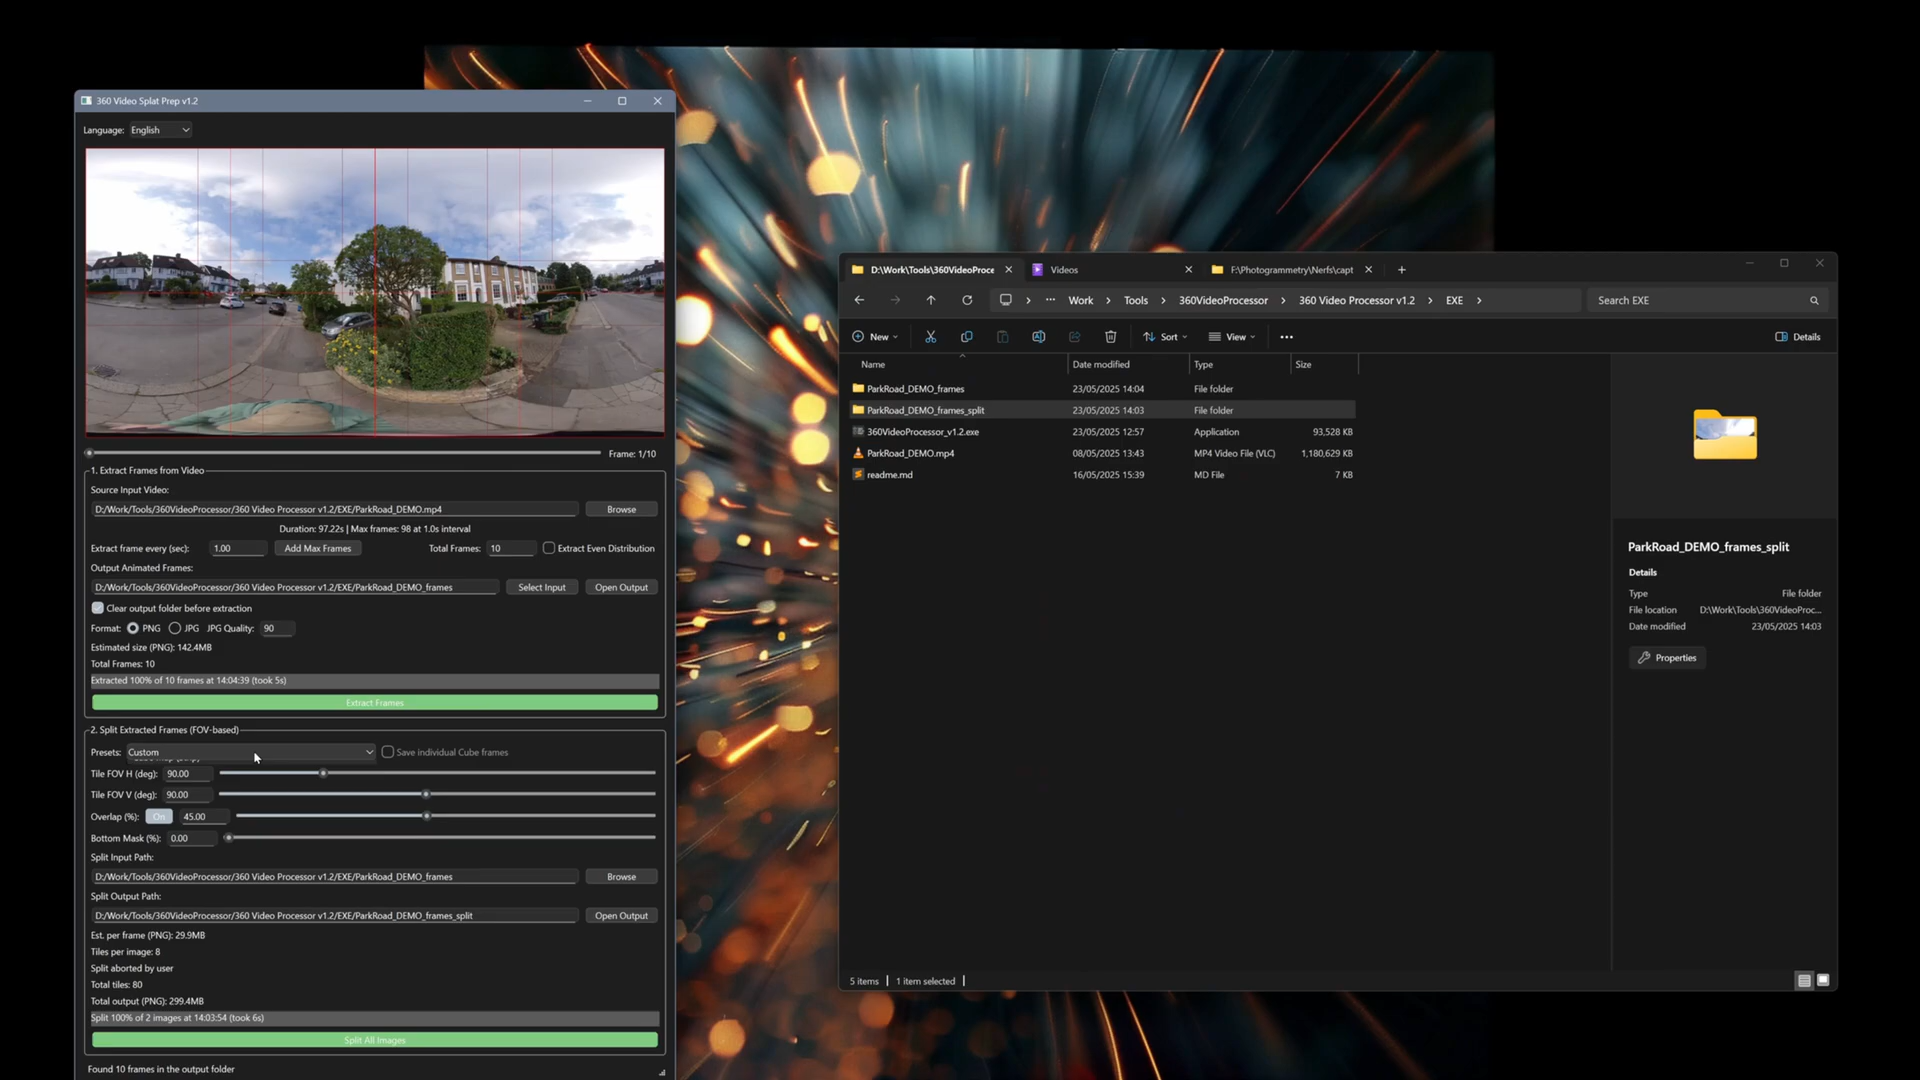 360 Video Splat Prep v1.2
Language: English
Frame: 1/10
1. Extract Frames from Video
Source Input Video:
D:/Work/Tools/360VideoProcessor/360 Video Processor v1.2/EXE/ParkRoad_DEMO.mp4 Browse
Duration: 97.22s | Max frames: 98 at 1.0s interval
Extract frame every (sec): 1.00 Add Max Frames Total Frames: 10 Extract Even Distribution
Output Animated Frames:
D:/Work/Tools/360VideoProcessor/360 Video Processor v1.2/EXE/ParkRoad_DEMO_frames Select Input Open Output
Clear output folder before extraction
Format: PNG JPG JPG Quality: 90
Estimated size (PNG): 142.4MB
Total Frames: 10
Extracted 100% of 10 frames at 14:04:39 (took 5s)
Extract Frames
2. Split Extracted Frames (FOV-based)
Presets: Custom Save individual Cube frames
Tile FOV H (deg): 90.00
Tile FOV V (deg): 90.00
Overlap (%): On 45.00
Bottom Mask (%): 0.00
Split Input Path:
D:/Work/Tools/360VideoProcessor/360 Video Processor v1.2/EXE/ParkRoad_DEMO_frames Browse
Split Output Path:
D:/Work/Tools/360VideoProcessor/360 Video Processor v1.2/EXE/ParkRoad_DEMO_frames_split Open Output
Est. per frame (PNG): 29.9MB
Tiles per image: 8
Split aborted by user
Total tiles: 80
Total output (PNG): 299.4MB
Split 100% of 2 images at 14:03:54 (took 6s)
Split All Images
Found 10 frames in the output folder
D:\Work\Tools\360VideoProce Videos F:\Photogrammetry\Nerfs\capt
Work > Tools > 360VideoProcessor > 360 Video Processor v1.2 > EXE > Search EXE
New Sort View Details
Name Date modified Type Size
ParkRoad_DEMO_frames 23/05/2025 14:04 File folder
ParkRoad_DEMO_frames_split 23/05/2025 14:03 File folder
360VideoProcessor_v1.2.exe 23/05/2025 12:57 Application 93,528 KB
ParkRoad_DEMO.mp4 08/05/2025 13:43 MP4 Video File (VLC) 1,180,629 KB
readme.md 16/05/2025 15:39 MD File 7 KB
ParkRoad_DEMO_frames_split
Details
Type File folder
File location D:\Work\Tools\360VideoProc...
Date modified 23/05/2025 14:03
Properties
5 items | 1 item selected |